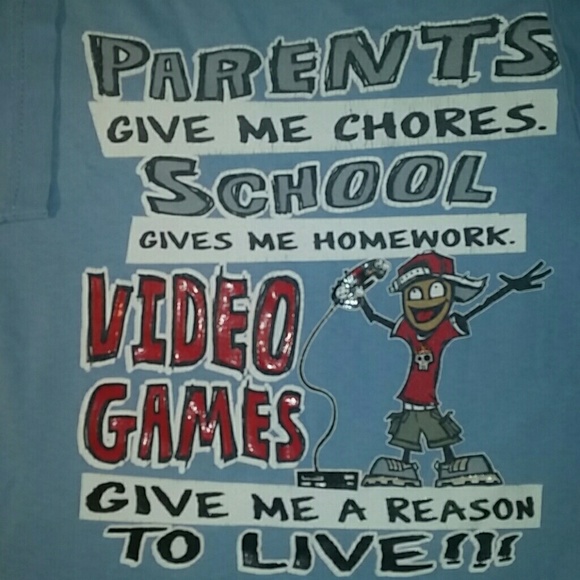 PARENTS
GIVE ME CHORES.
SCHOOL
GIVES ME HOMEWORK.
VIDEO
GAMES
GIVE ME A REASON
TO LIVE!!!